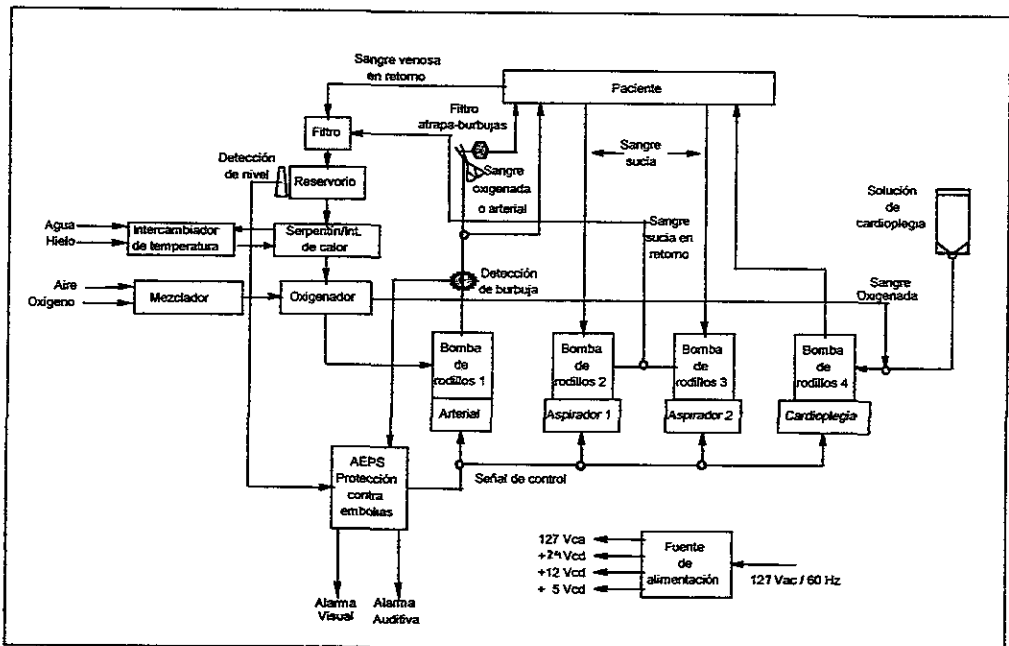 Sangre venosa
en retorno
Paciente
Filtro
atrapa-burbujas
Filtro
Sangre
sucia
Detección
de nivel
Reservorio
Sangre
oxigenada
o arterial
Solución
de
cardioplegia
Agua
Hielo
Intercambiador
de temperatura
Serpentin/Int.
de calor
Sangre
sucia en
retorno
Detección
de burbuja
Aire
Oxígeno
Mezclador
Oxigenador
Sangre
Oxigenada
Bomba
de
rodillos 1
Arterial
Bomba
de
rodillos 2
Aspirador 1
Bomba
de
rodillos 3
Aspirador 2
Bomba
de
rodillos 4
Cardioplegia
AEPS
Protección
contra
embolias
Señal de control
Alarma
Visual
Alarma
Auditiva
127 Vca
+24 Vcd
+12 Vcd
+ 5 Vcd
Fuente
de
alimentación
127 Vac / 60 Hz